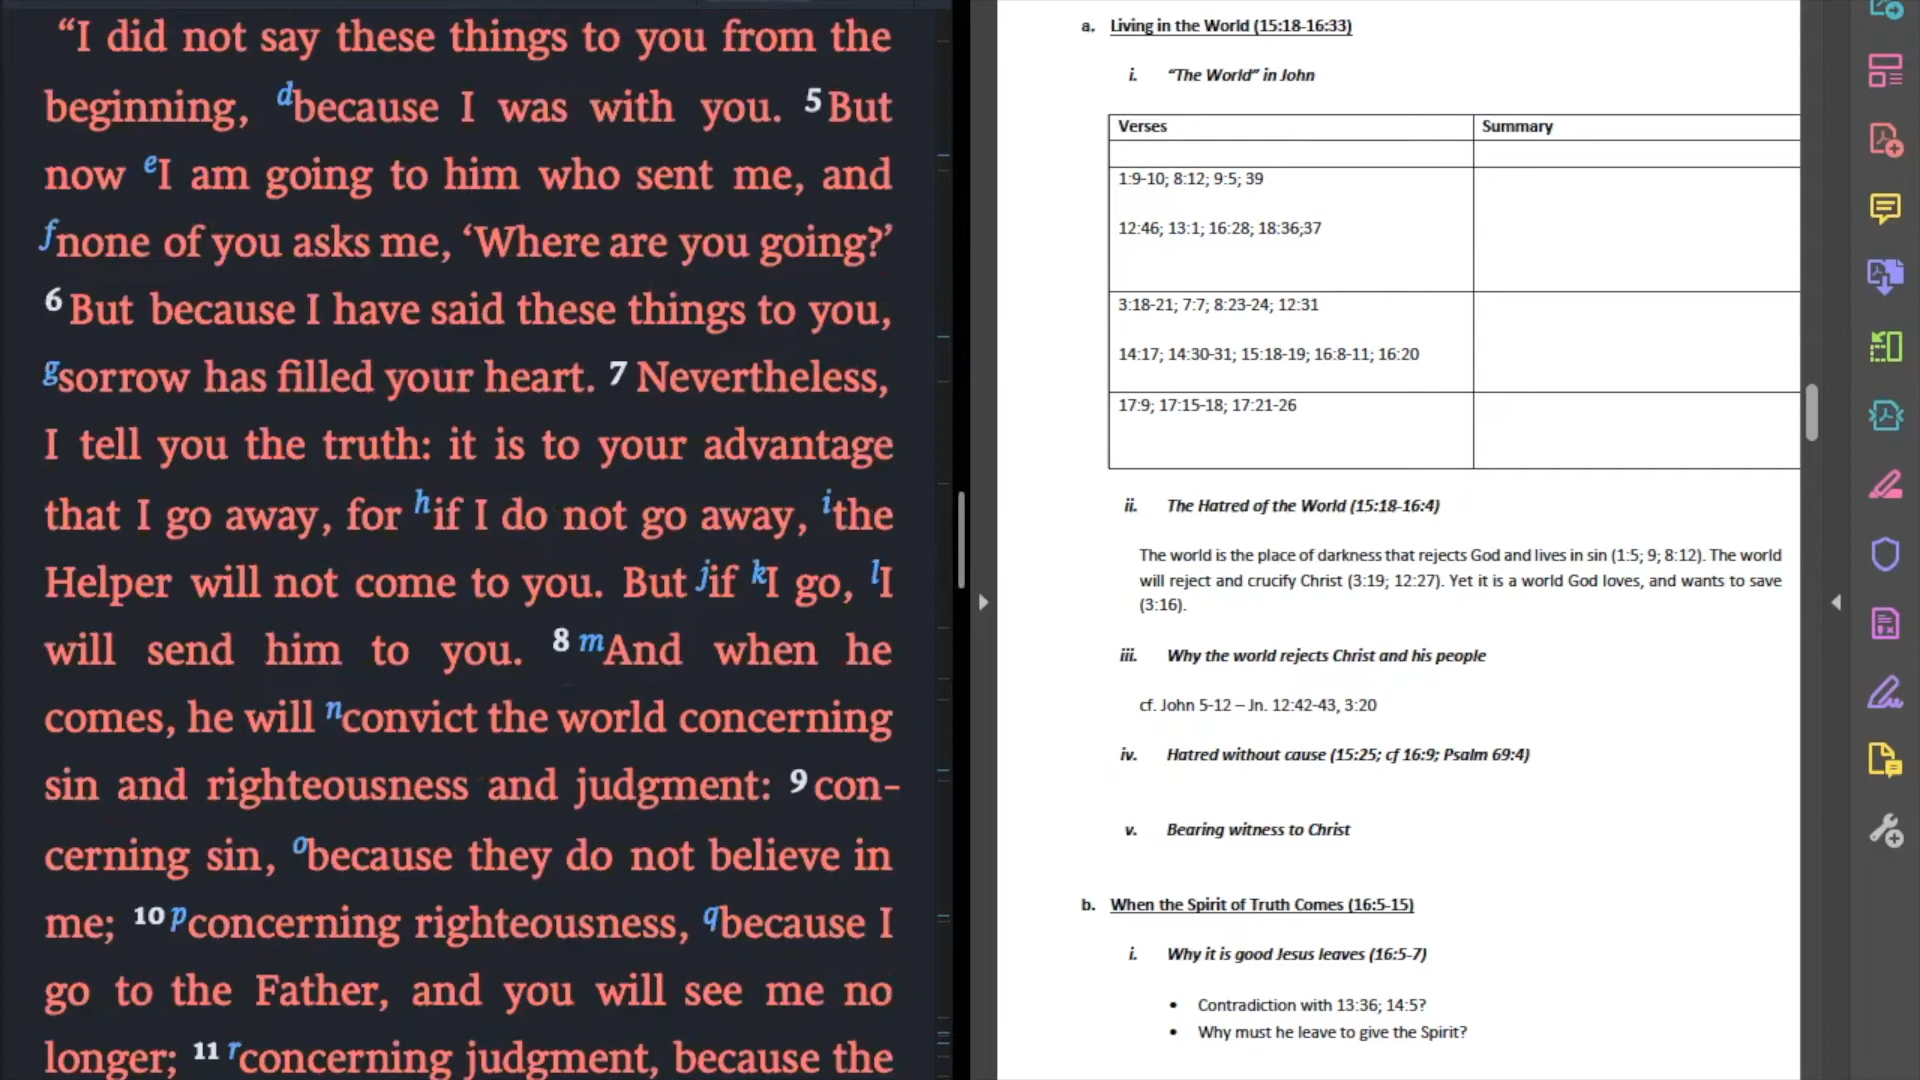 “I did not say these things to you from the
beginning, dbecause I was with you. 5 But
now eI am going to him who sent me, and
fnone of you asks me, ‘Where are you going?’
6 But because I have said these things to you,
gsorrow has filled your heart. 7 Nevertheless,
I tell you the truth: it is to your advantage
that I go away, for hif I do not go away, ithe
Helper will not come to you. But jif kI go, lI
will send him to you. 8 mAnd when he
comes, he will nconvict the world concerning
sin and righteousness and judgment: 9 con-
cerning sin, obecause they do not believe in
me; 10 pconcerning righteousness, qbecause I
go to the Father, and you will see me no
longer; 11 rconcerning judgment, because the
a. Living in the World (15:18-16:33)
i. “The World” in John
Verses Summary
1:9-10; 8:12; 9:5; 39
12:46; 13:1; 16:28; 18:36;37
3:18-21; 7:7; 8:23-24; 12:31
14:17; 14:30-31; 15:18-19; 16:8-11; 16:20
17:9; 17:15-18; 17:21-26
ii. The Hatred of the World (15:18-16:4)
The world is the place of darkness that rejects God and lives in sin (1:5; 9; 8:12). The world
will reject and crucify Christ (3:19; 12:27). Yet it is a world God loves, and wants to save
(3:16).
iii. Why the world rejects Christ and his people
cf. John 5-12 – Jn. 12:42-43, 3:20
iv. Hatred without cause (15:25; cf 16:9; Psalm 69:4)
v. Bearing witness to Christ
b. When the Spirit of Truth Comes (16:5-15)
i. Why it is good Jesus leaves (16:5-7)
• Contradiction with 13:36; 14:5?
• Why must he leave to give the Spirit?